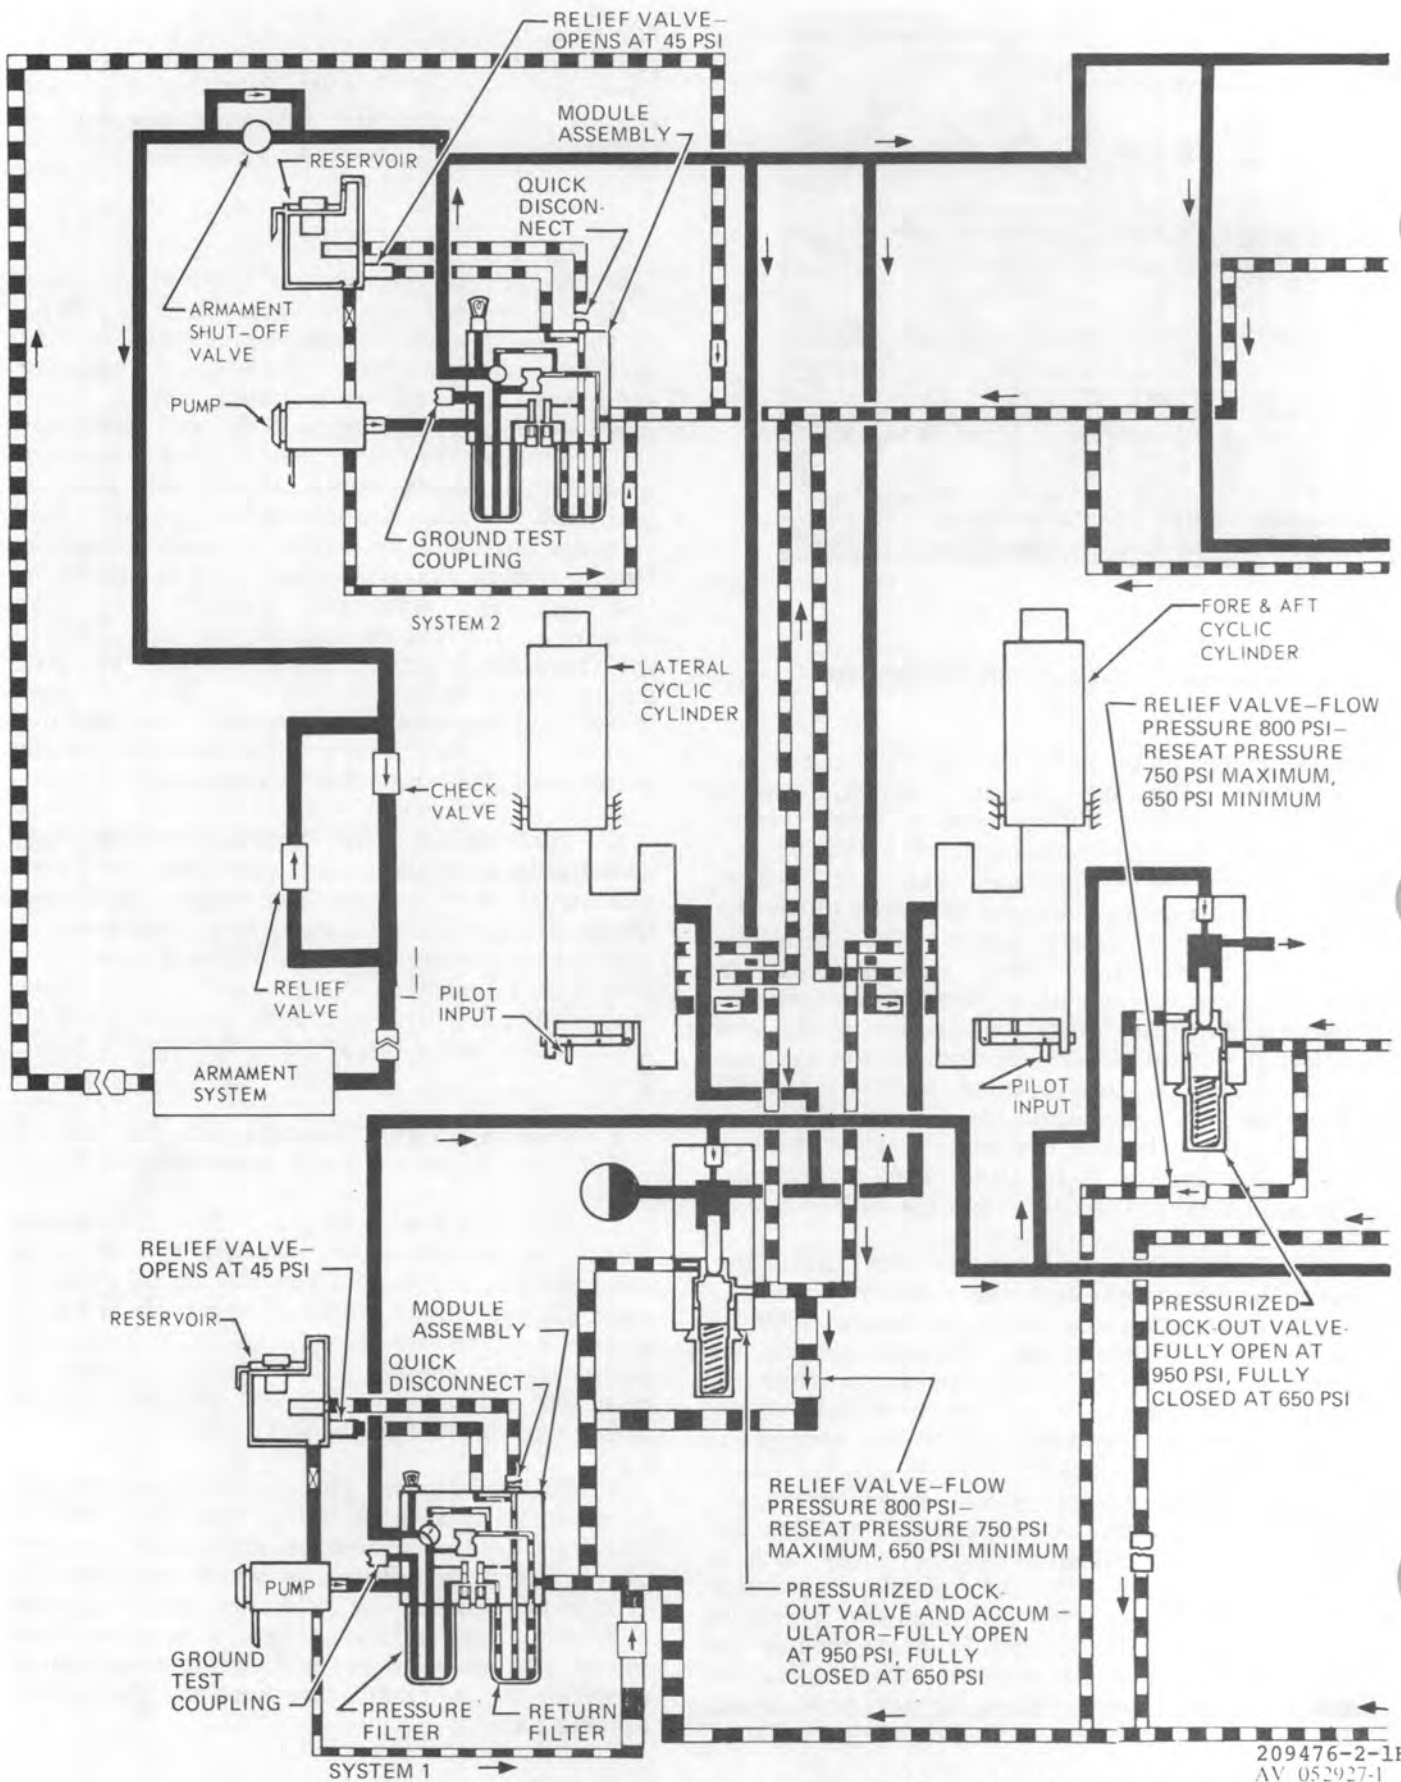 RELIEF VALVE—
OPENS AT 45 PSI
MODULE
ASSEMBLY
RESERVOIR
QUICK
DISCON-
NECT
ARMAMENT
SHUT-OFF
VALVE
PUMP
GROUND TEST
COUPLING
SYSTEM 2
FORE & AFT
CYCLIC
CYLINDER
LATERAL
CYCLIC
CYLINDER
RELIEF VALVE—FLOW
PRESSURE 800 PSI—
RESEAT PRESSURE
750 PSI MAXIMUM,
650 PSI MINIMUM
CHECK
VALVE
RELIEF
VALVE
PILOT
INPUT
ARMAMENT
SYSTEM
PILOT
INPUT
RELIEF VALVE—
OPENS AT 45 PSI
RESERVOIR
MODULE
ASSEMBLY
QUICK
DISCONNECT
PRESSURIZED
LOCK-OUT VALVE-
FULLY OPEN AT
950 PSI, FULLY
CLOSED AT 650 PSI
RELIEF VALVE—FLOW
PRESSURE 800 PSI—
RESEAT PRESSURE 750 PSI
MAXIMUM, 650 PSI MINIMUM
PUMP
PRESSURIZED LOCK-
OUT VALVE AND ACCUM-
ULATOR—FULLY OPEN
AT 950 PSI, FULLY
CLOSED AT 650 PSI
GROUND
TEST
COUPLING
PRESSURE
FILTER
RETURN
FILTER
SYSTEM 1
209476-2-1
AV 052927-1